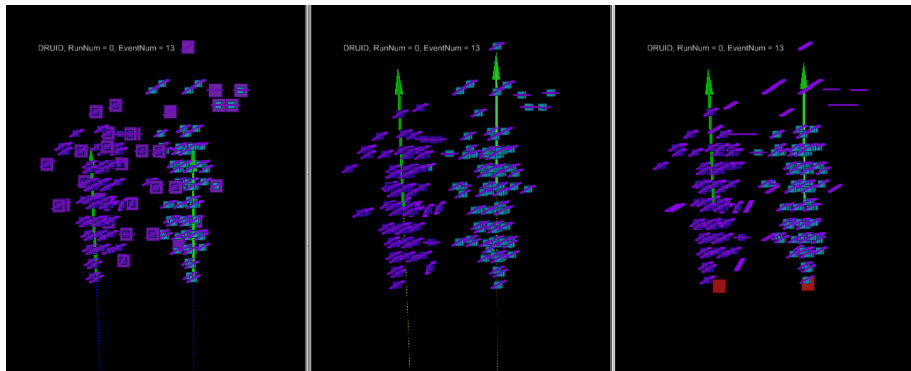 DRUID, RunNum = 0, EventNum = 13
DRUID, RunNum = 0, EventNum = 13
DRUID, RunNum = 0, EventNum = 13